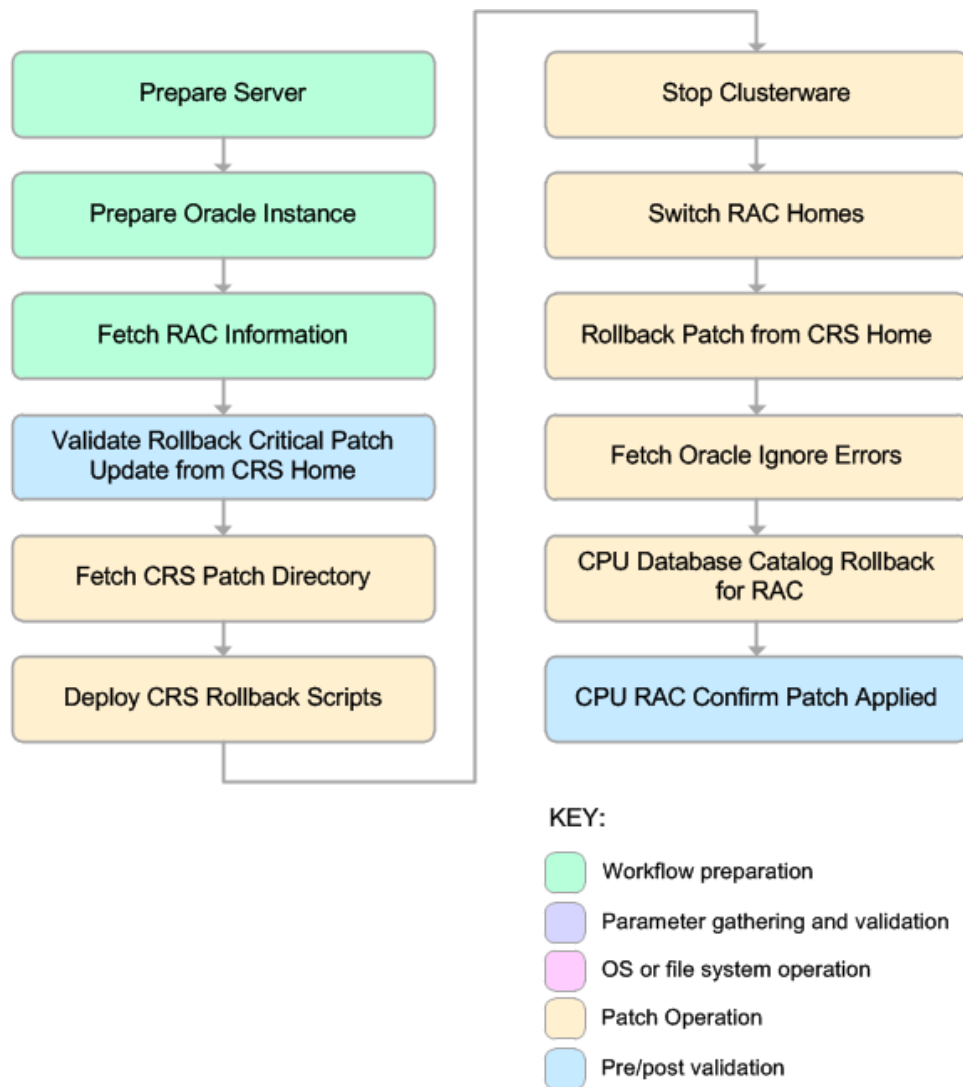 Prepare Server
Prepare Oracle Instance
Fetch RAC Information
Validate Rollback Critical Patch
Update from CRS Home
Fetch CRS Patch Directory
Deploy CRS Rollback Scripts
Stop Clusterware
Switch RAC Homes
Rollback Patch from CRS Home
Fetch Oracle Ignore Errors
CPU Database Catalog Rollback
for RAC
CPU RAC Confirm Patch Applied
KEY:
Workflow preparation
Parameter gathering and validation
OS or file system operation
Patch Operation
Pre/post validation